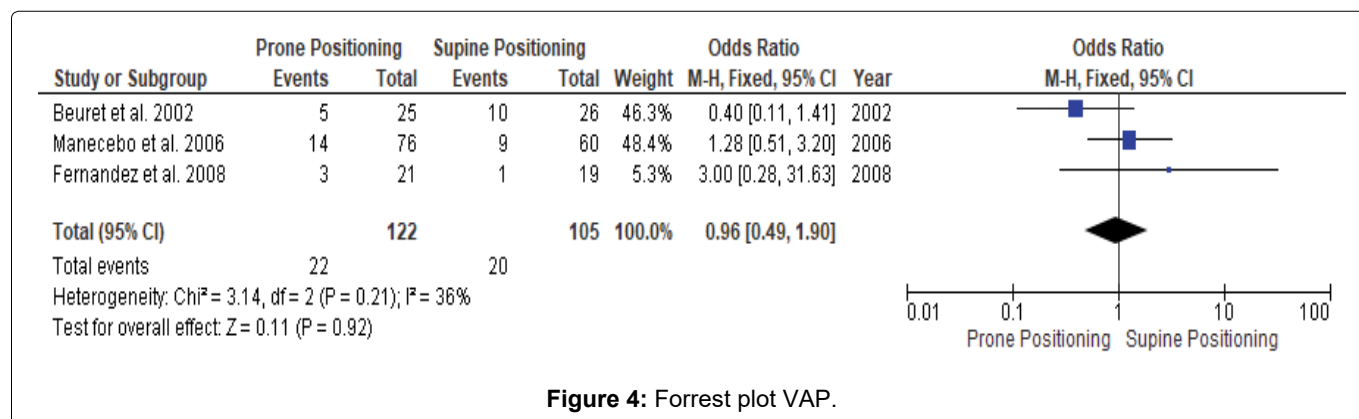 Prone Positioning Supine Positioning Odds Ratio Odds Ratio
Study or Subgroup Events Total Events Total Weight M-H, Fixed, 95% CI Year M-H, Fixed, 95% CI
Beuret et al. 2002 5 25 10 26 46.3% 0.40 [0.11, 1.41] 2002
Manecebo et al. 2006 14 76 9 60 48.4% 1.28 [0.51, 3.20] 2006
Fernandez et al. 2008 3 21 1 19 5.3% 3.00 [0.28, 31.63] 2008
Total (95% CI) 122 105 100.0% 0.96 [0.49, 1.90]
Total events 22 20
Heterogeneity: Chi² = 3.14, df = 2 (P = 0.21); I² = 36%
Test for overall effect: Z = 0.11 (P = 0.92)
0.01 0.1 1 10 100
Prone Positioning Supine Positioning
Figure 4: Forrest plot VAP.